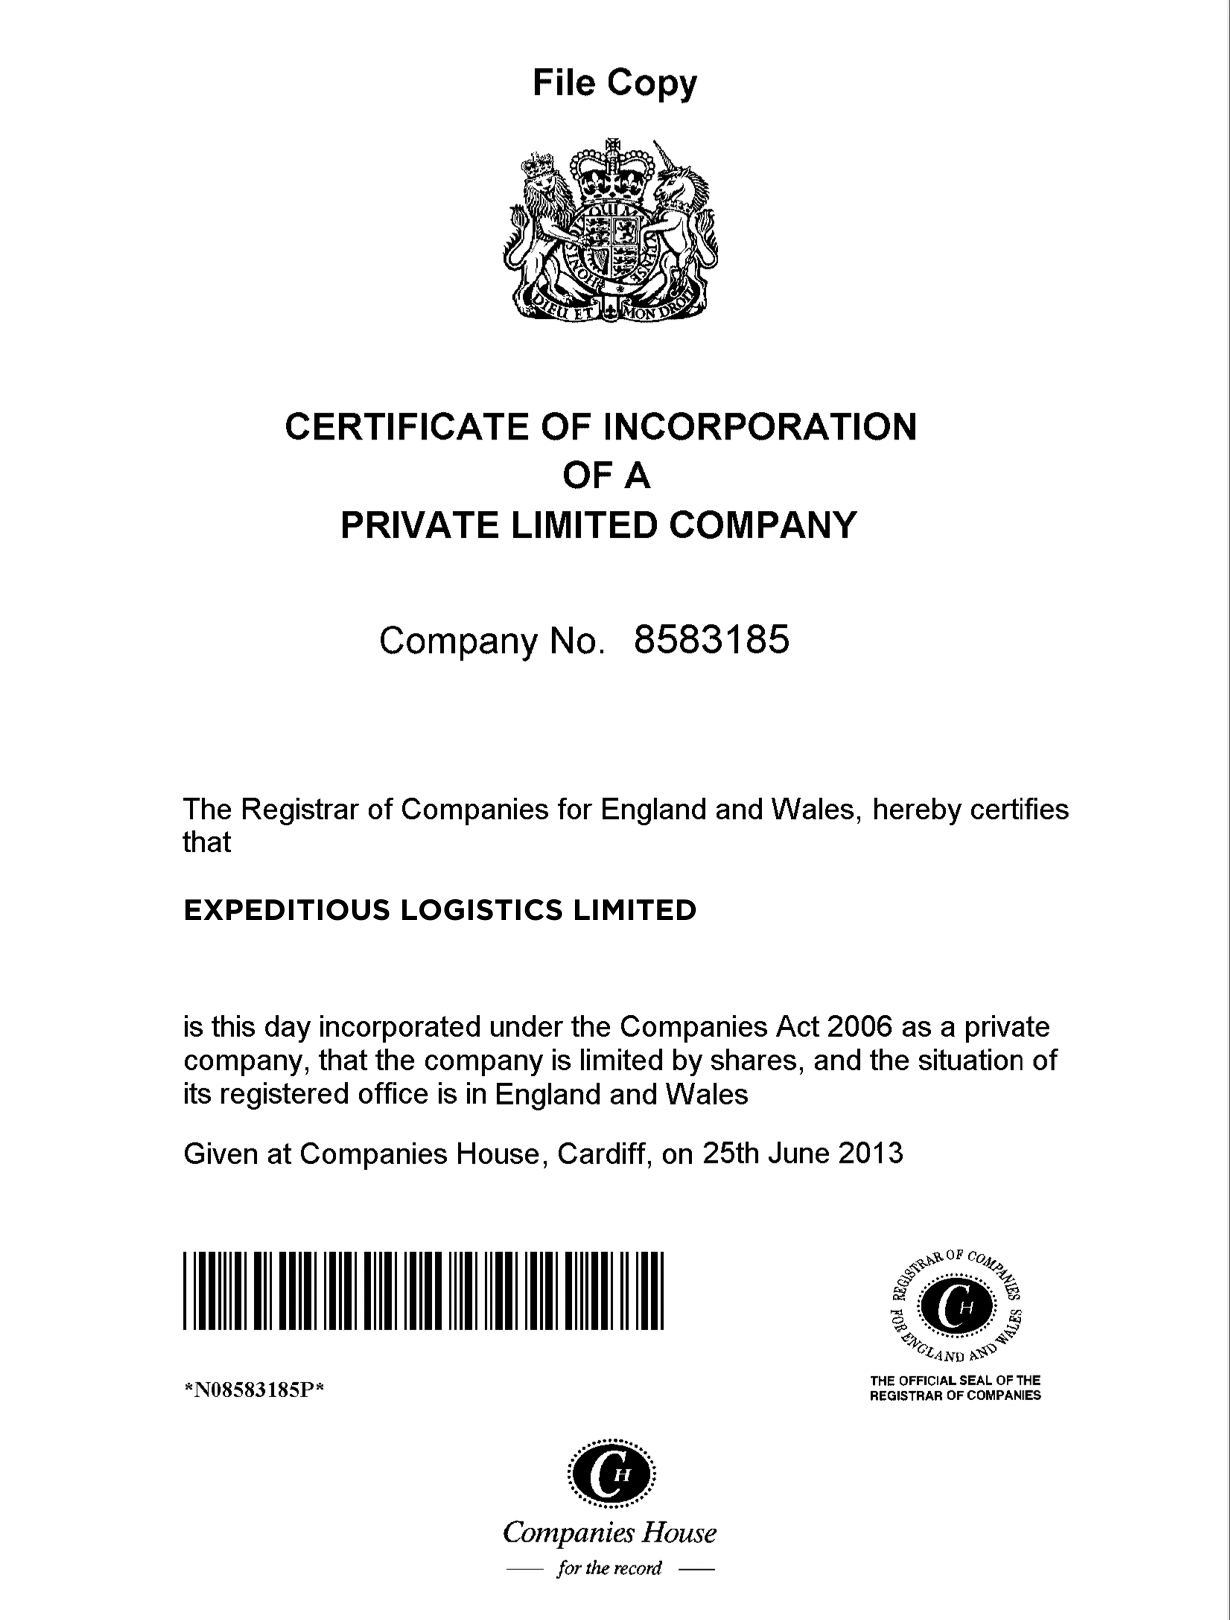 File Copy
DIEU ET MON DROIT
CERTIFICATE OF INCORPORATION
OF A
PRIVATE LIMITED COMPANY
Company No. 8583185
The Registrar of Companies for England and Wales, hereby certifies
that
EXPEDITIOUS LOGISTICS LIMITED
is this day incorporated under the Companies Act 2006 as a private
company, that the company is limited by shares, and the situation of
its registered office is in England and Wales
Given at Companies House, Cardiff, on 25th June 2013
REGISTRAR OF COMPANIES
FOR ENGLAND AND WALES
CH
*N08583185P*
THE OFFICIAL SEAL OF THE
REGISTRAR OF COMPANIES
CH
Companies House
for the record